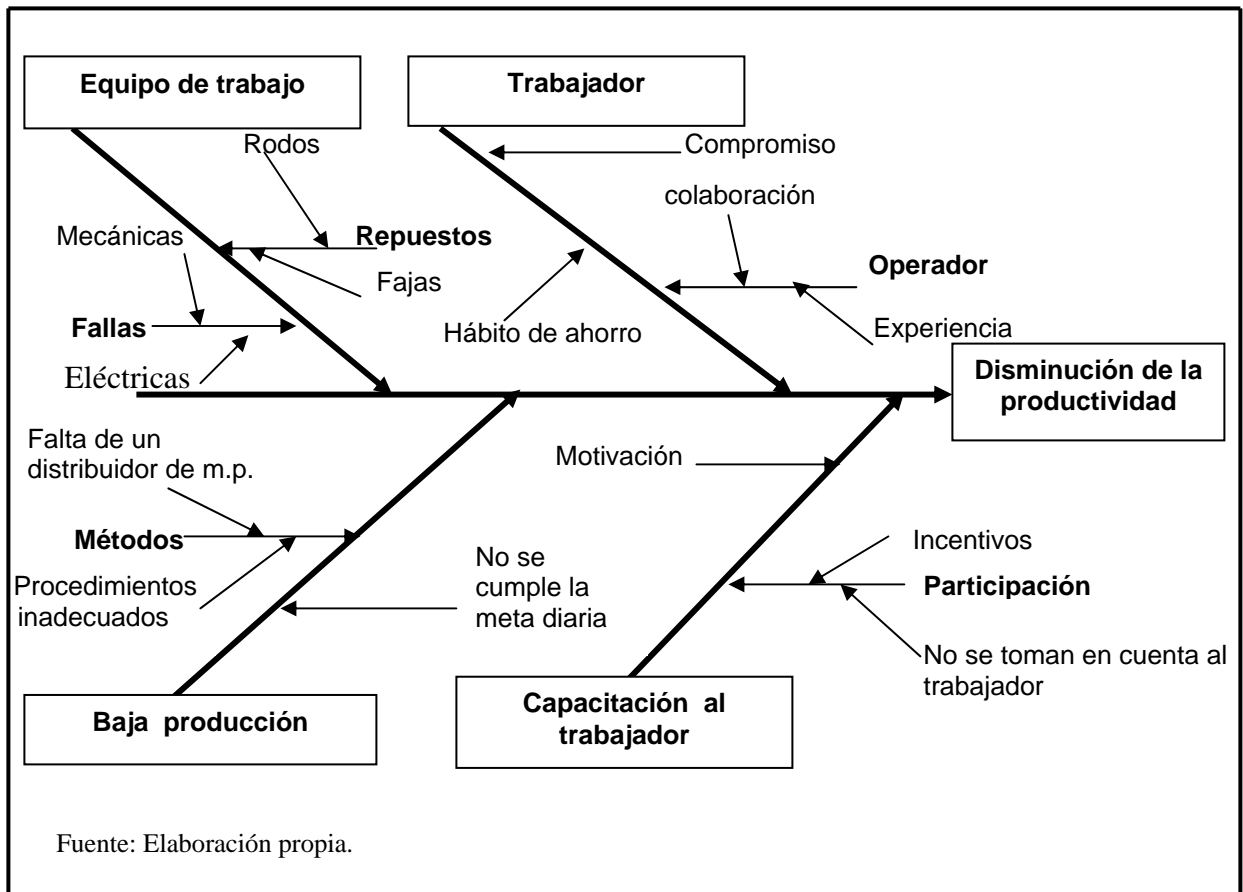 Equipo de trabajo
Trabajador
Rodos
Compromiso
colaboración
Mecánicas
Repuestos
Operador
Fajas
Fallas
Hábito de ahorro
Experiencia
Eléctricas
Disminución de la
productividad
Falta de un
distribuidor de m.p.
Motivación
Métodos
Incentivos
No se
cumple la
meta diaria
Procedimientos
inadecuados
Participación
No se toman en cuenta al
trabajador
Baja producción
Capacitación al
trabajador
Fuente: Elaboración propia.